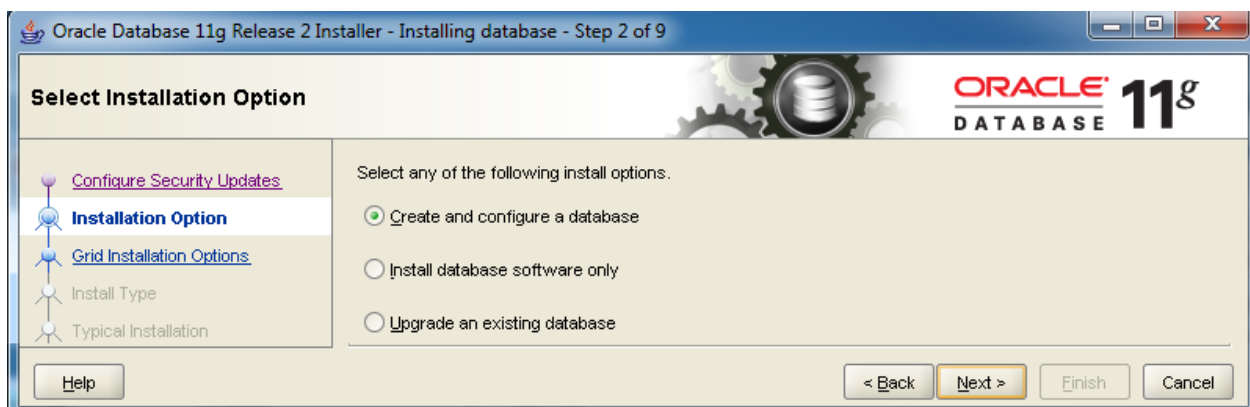 Oracle Database 11g Release 2 Installer - Installing database - Step 2 of 9
Select Installation Option
ORACLE 11g
DATABASE
Configure Security Updates
Installation Option
Grid Installation Options
Install Type
Typical Installation
Select any of the following install options.
Create and configure a database
Install database software only
Upgrade an existing database
Help
< Back
Next >
Finish
Cancel